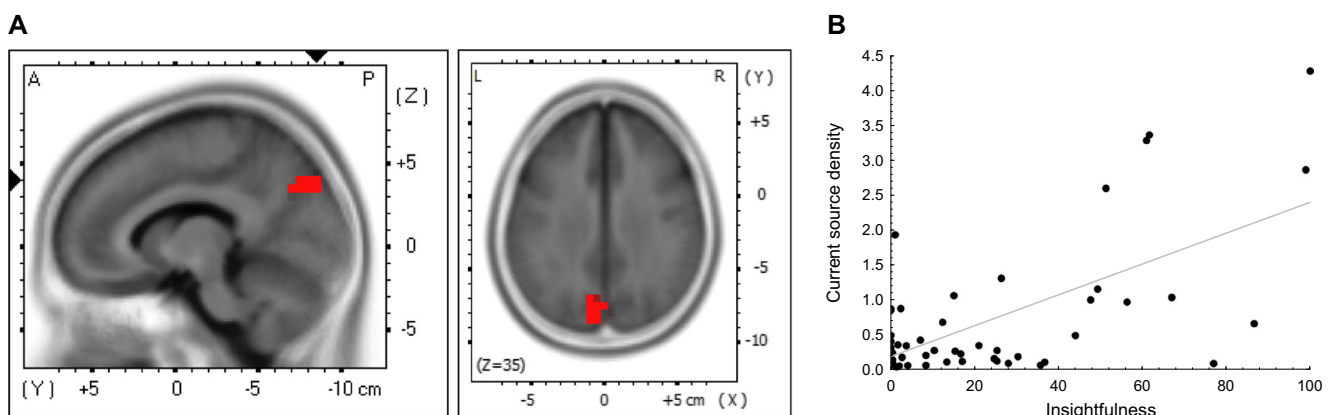 A
B
A P
(Z)
+5
0
-5
(Y) +5 0 -5 -10 cm
L R (Y)
+5
0
-5
-10
(Z=35)
-5 0 +5 cm (X)
Current source density
4.5
4.0
3.5
3.0
2.5
2.0
1.5
1.0
0.5
0.0
0 20 40 60 80 100
Insightfulness